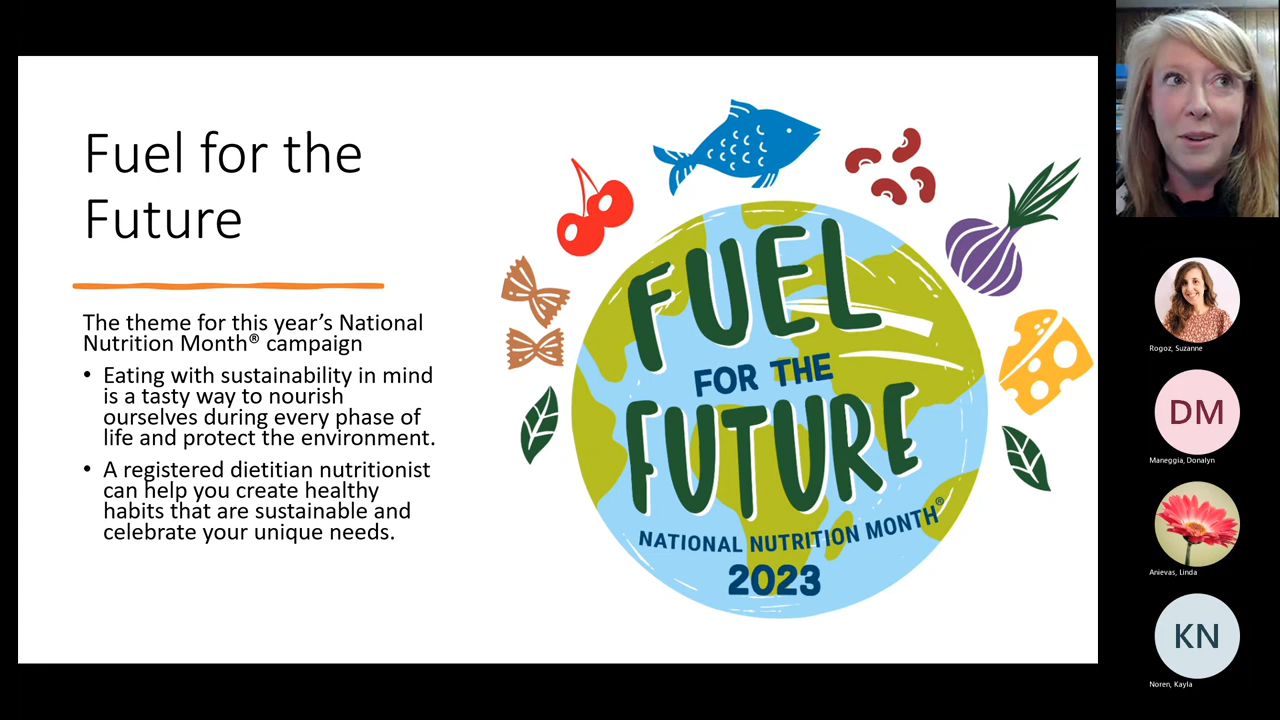 Fuel for the
Future
The theme for this year’s National
Nutrition Month® campaign
• Eating with sustainability in mind
is a tasty way to nourish
ourselves during every phase of
life and protect the environment.
• A registered dietitian nutritionist
can help you create healthy
habits that are sustainable and
celebrate your unique needs.
FUEL
FOR THE
FUTURE
NATIONAL NUTRITION MONTH®
2023
Rogoz, Suzanne
DM
Maneggia, Donalyn
Anievas, Linda
KN
Noren, Kayla